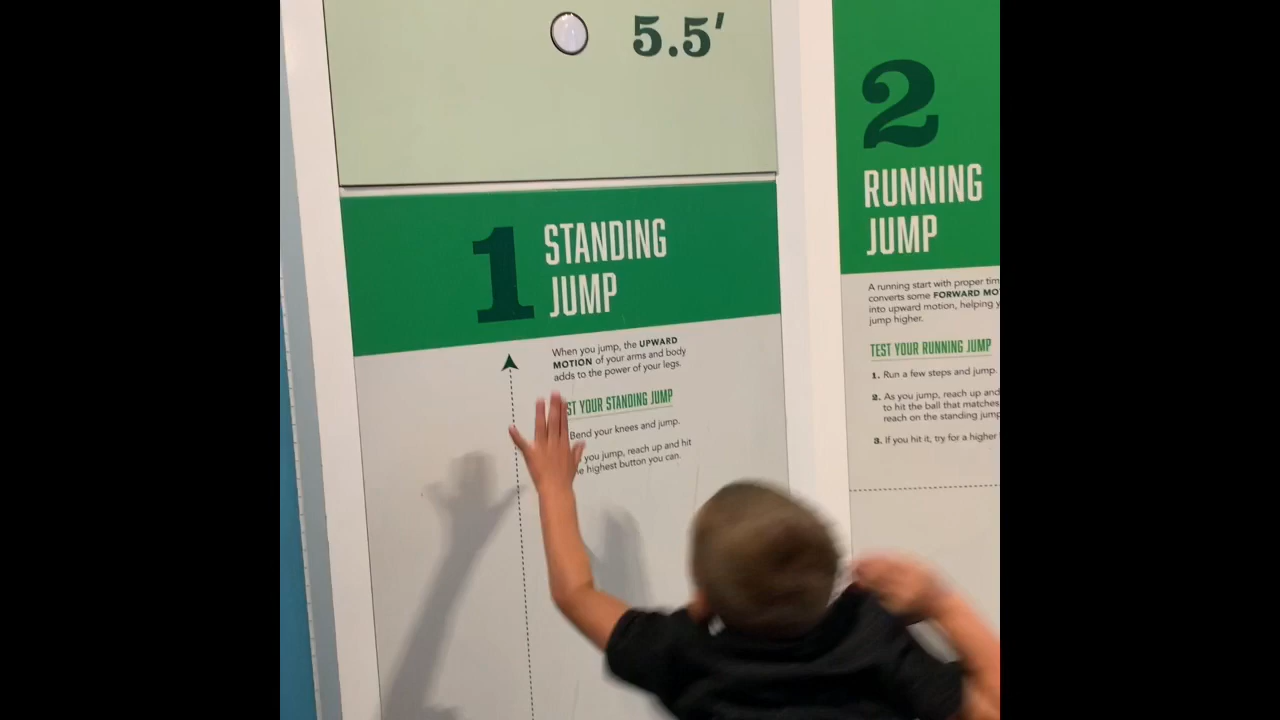 5.5'
1
STANDING
JUMP
When you jump, the UPWARD
MOTION of your arms and body
adds to the power of your legs.
YOUR STANDING JUMP
Bend your knees and jump.
you jump, reach up and hit
highest button you can.
2
RUNNING
JUMP
A running start with proper
converts some FORWARD
into upward motion, helping
jump higher.
TEST YOUR RUNNING JUMP
1. Run a few steps and jump.
2. As you jump, reach up and
to hit the ball that matches
reach on the standing jump
3. If you hit it, try for a higher